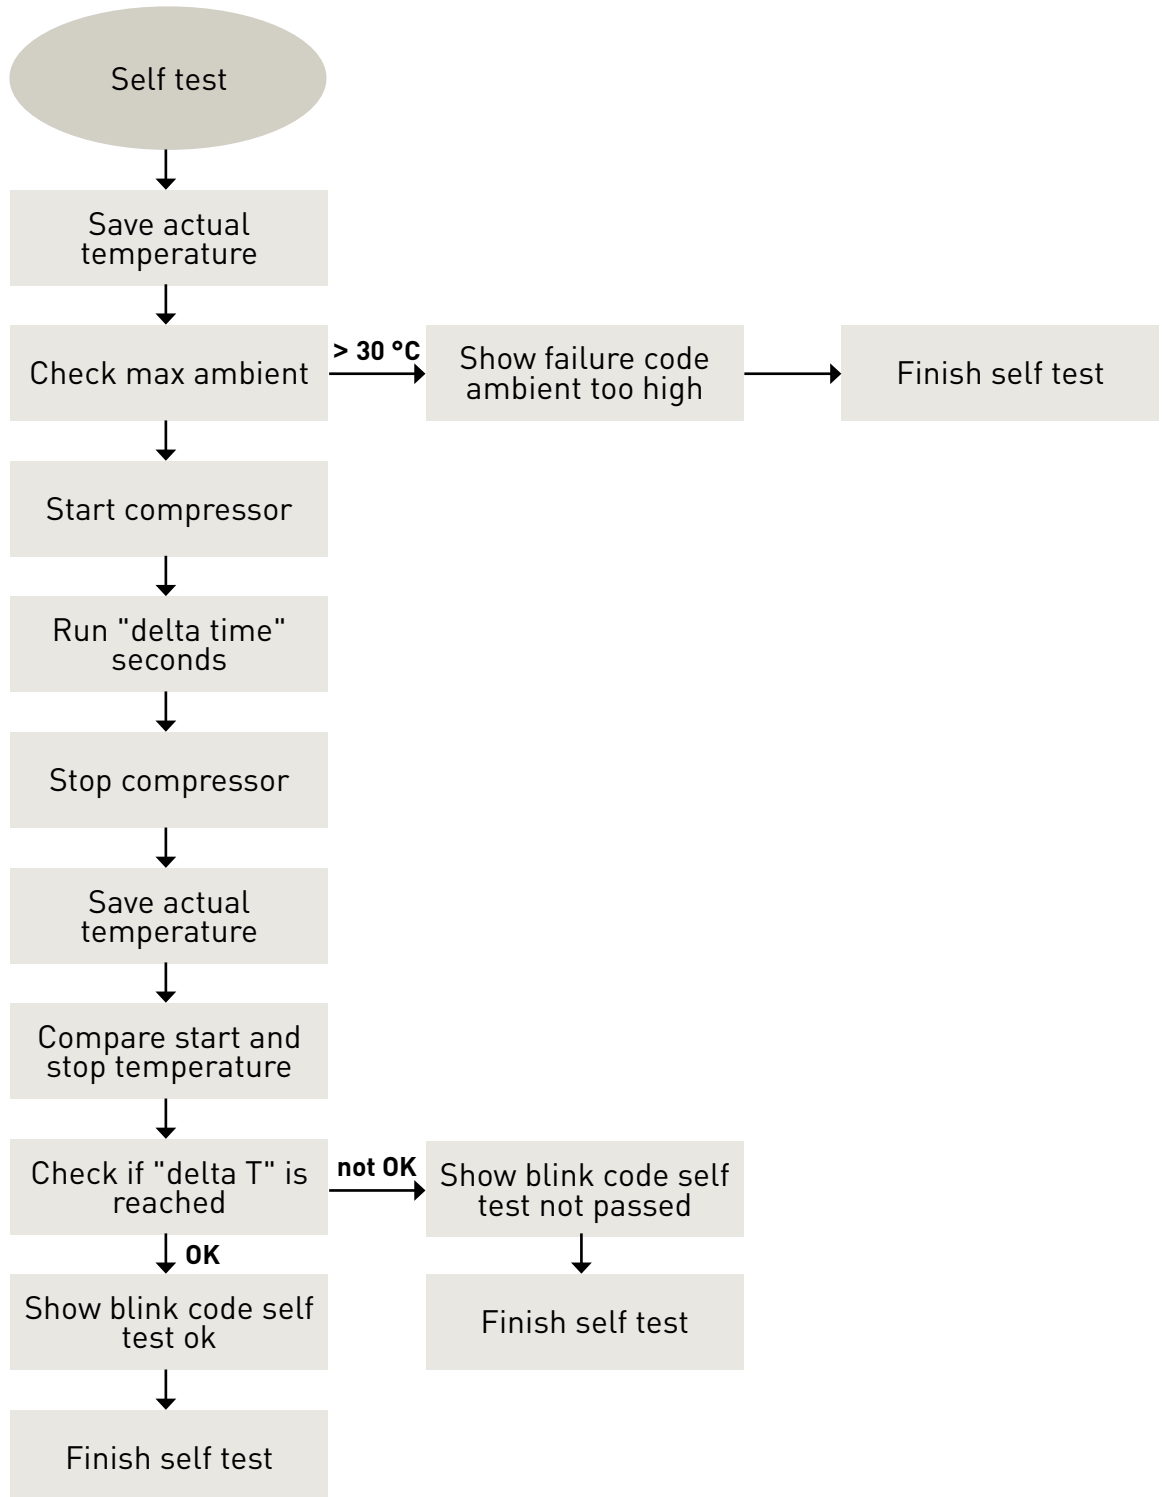 Self test
Save actual
temperature
Check max ambient
> 30 °C
Show failure code
ambient too high
Finish self test
Start compressor
Run "delta time"
seconds
Stop compressor
Save actual
temperature
Compare start and
stop temperature
Check if "delta T" is
reached
not OK
Show blink code self
test not passed
OK
Show blink code self
test ok
Finish self test
Finish self test